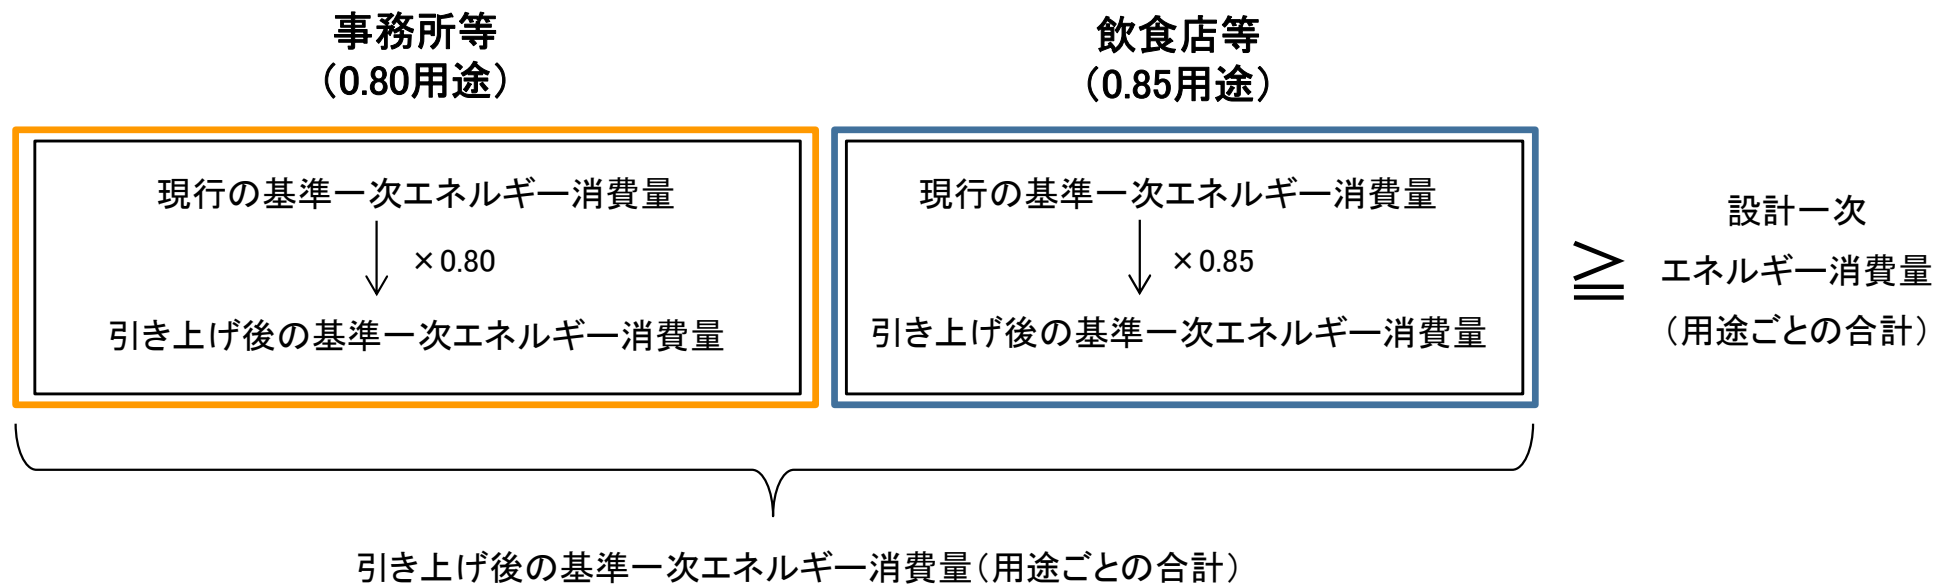 事務所等
（0.80用途）
飲食店等
（0.85用途）
現行の基準一次エネルギー消費量
×0.80
引き上げ後の基準一次エネルギー消費量
現行の基準一次エネルギー消費量
×0.85
引き上げ後の基準一次エネルギー消費量
≧
設計一次
エネルギー消費量
（用途ごとの合計）
引き上げ後の基準一次エネルギー消費量（用途ごとの合計）